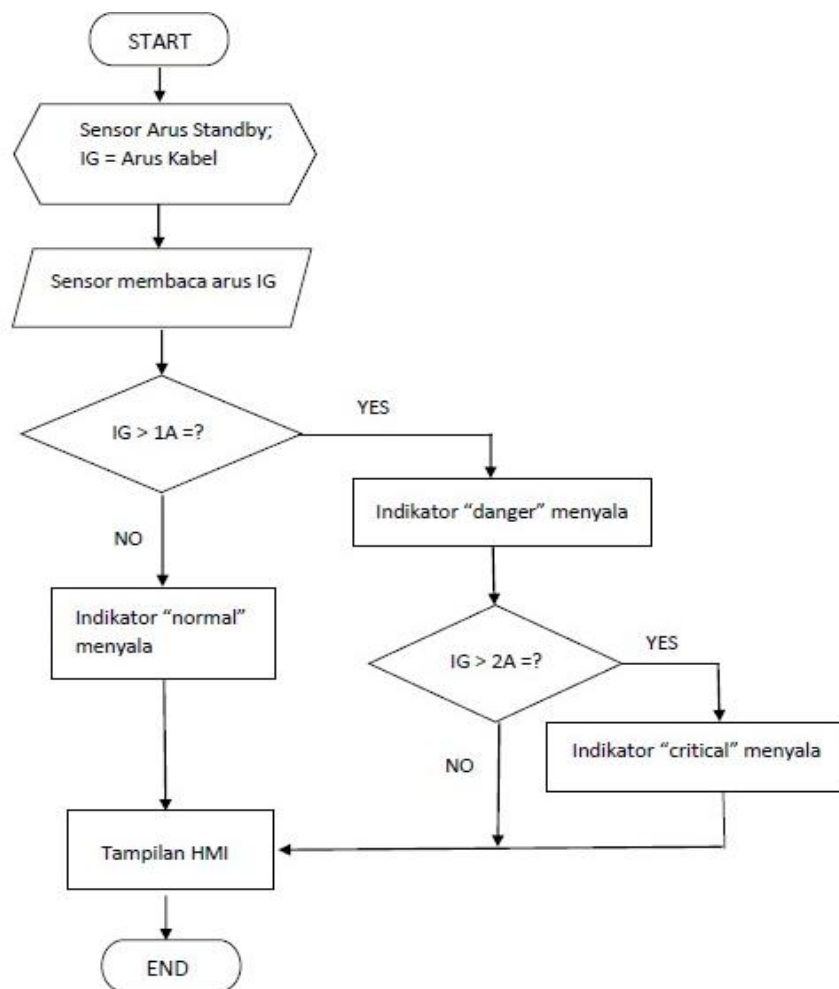 START
Sensor Arus Standby;
IG = Arus Kabel
Sensor membaca arus IG
IG > 1A =?
YES
NO
Indikator “danger” menyala
Indikator “normal”
menyala
IG > 2A =?
YES
NO
Indikator “critical” menyala
Tampilan HMI
END